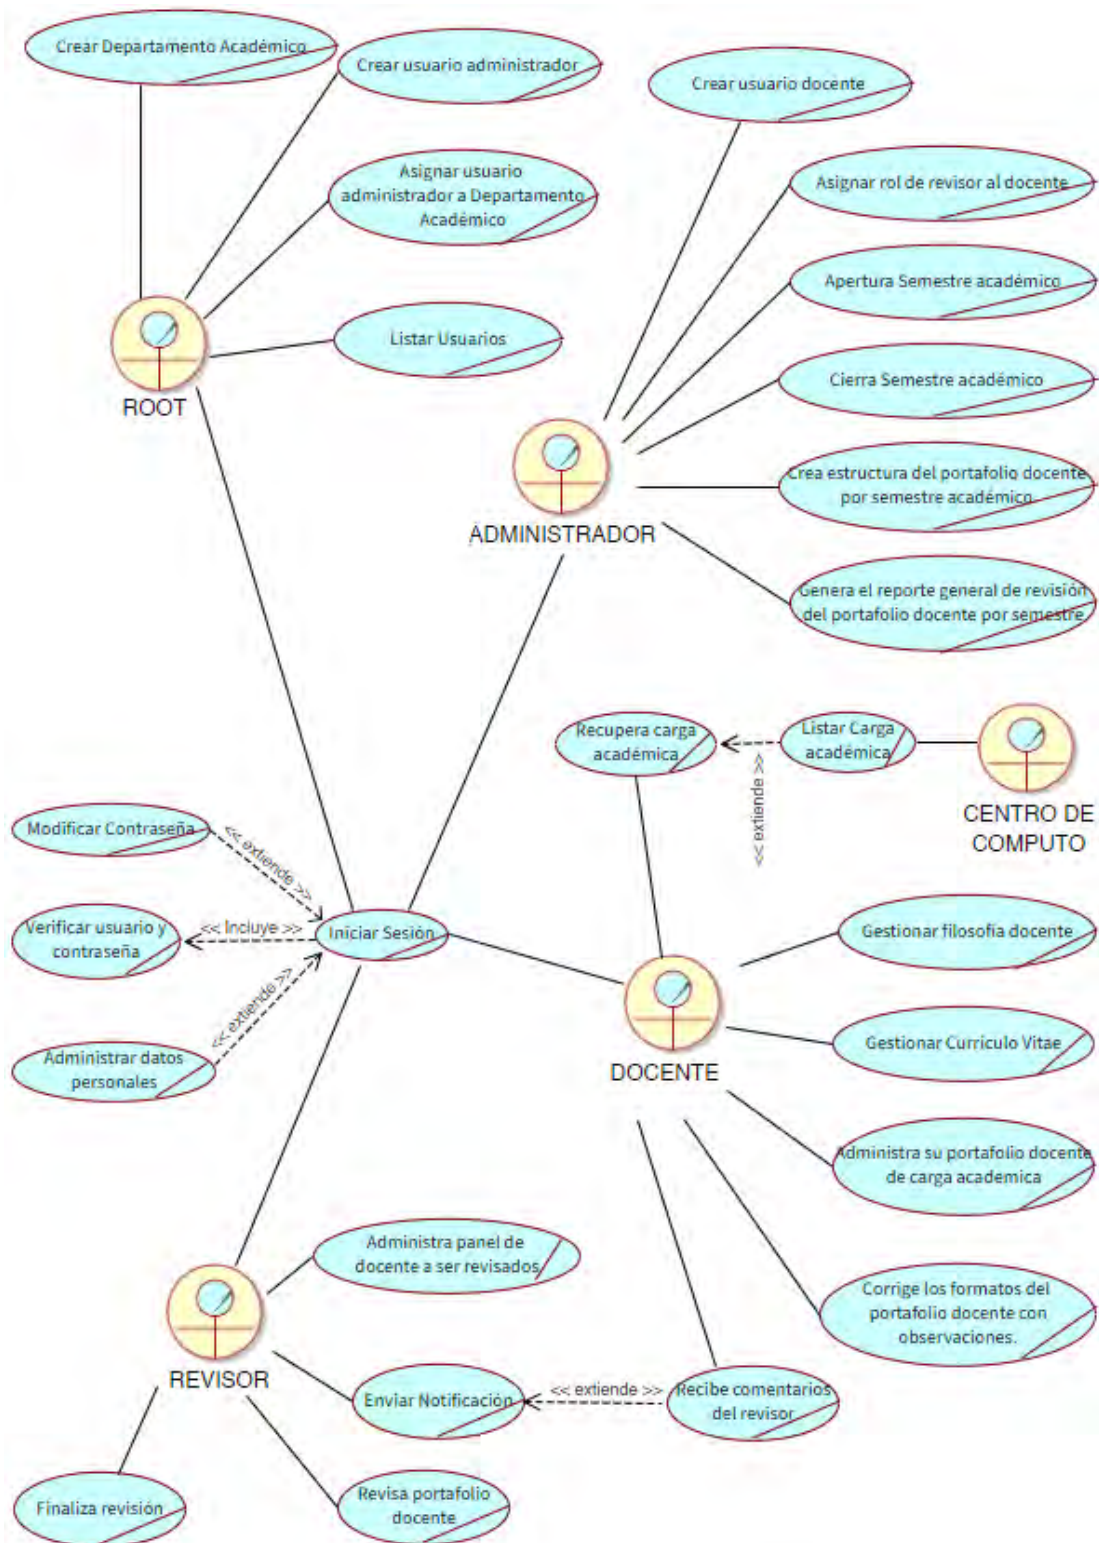 Crear Departamento Académico
Crear usuario administrador
Crear usuario docente
Asignar usuario
administrador a Departamento
Académico
Asignar rol de revisor al docente
Apertura Semestre académico
Listar Usuarios
Cierra Semestre académico
ROOT
Crea estructura del portafolio docente
por semestre académico
ADMINISTRADOR
Genera el reporte general de revisión
del portafolio docente por semestre
Recupera carga
académica
Listar Carga
académica
<< extiende >>
CENTRO DE
COMPUTO
Modificar Contraseña
<< extiende >>
Verificar usuario y
contraseña
<< Incluye >>
Iniciar Sesión
Gestionar filosofia docente
<< extiende >>
Administrar datos
personales
Gestionar Curriculo Vitae
DOCENTE
Administra su portafolio docente
de carga academica
Administra panel de
docente a ser revisados
Corrige los formatos del
portafolio docente con
observaciones.
REVISOR
Enviar Notificación
<< extiende >>
Recibe comentarios
del revisor
Finaliza revisión
Revisa portafolio
docente